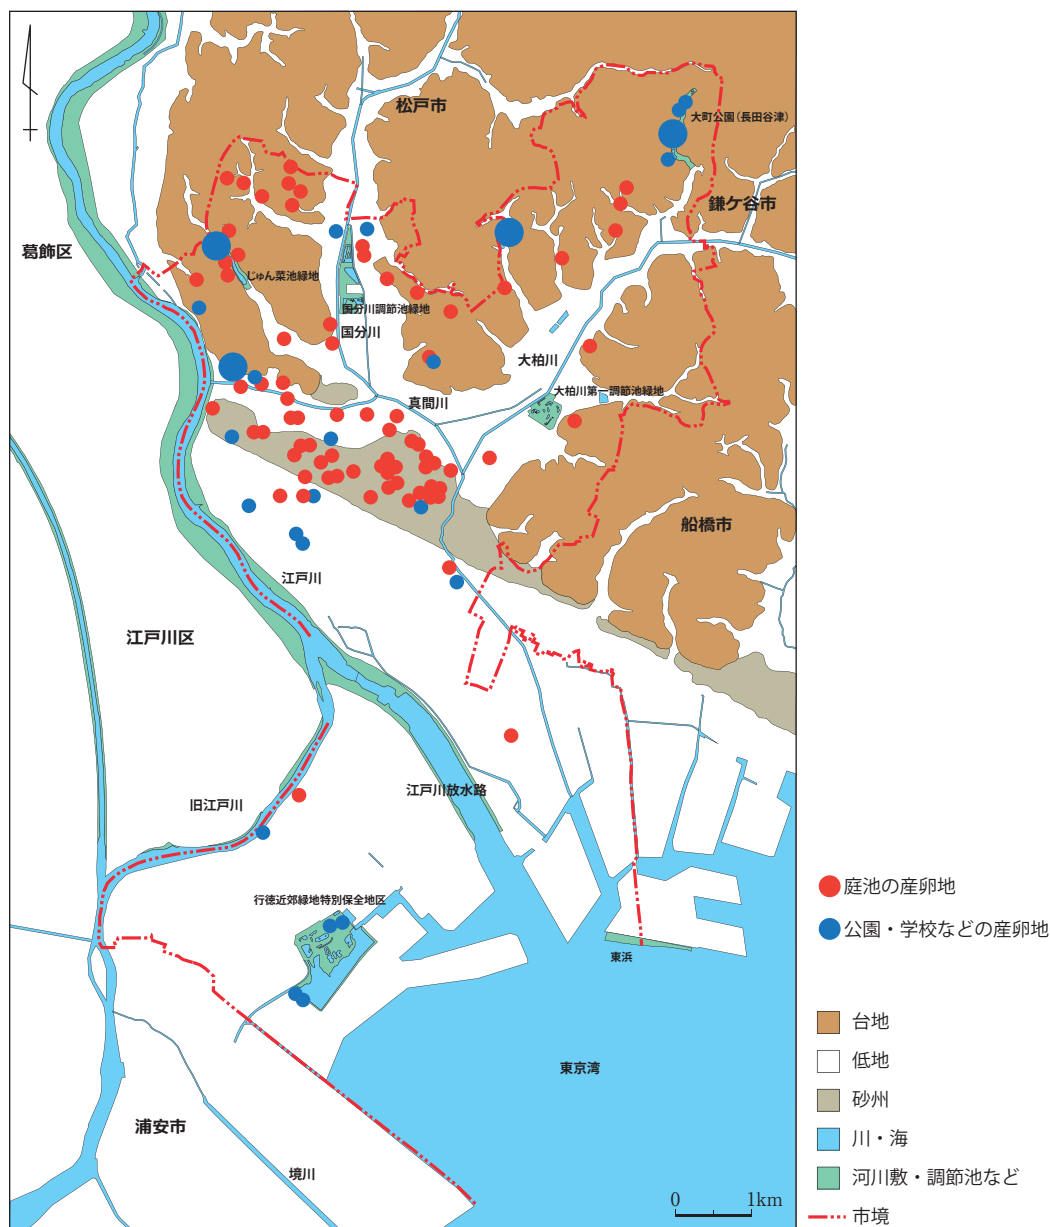 松戸市
大町公園（長田谷津）
鎌ケ谷市
葛飾区
じゅん菜池緑地
国分川調節池緑地
国分川
大柏川
大柏川第一調節池緑地
真間川
船橋市
江戸川
江戸川区
旧江戸川
江戸川放水路
行徳近郊緑地特別保全地区
東浜
東京湾
浦安市
境川
0 1km
庭池の産卵地
公園・学校などの産卵地
台地
低地
砂州
川・海
河川敷・調節池など
市境